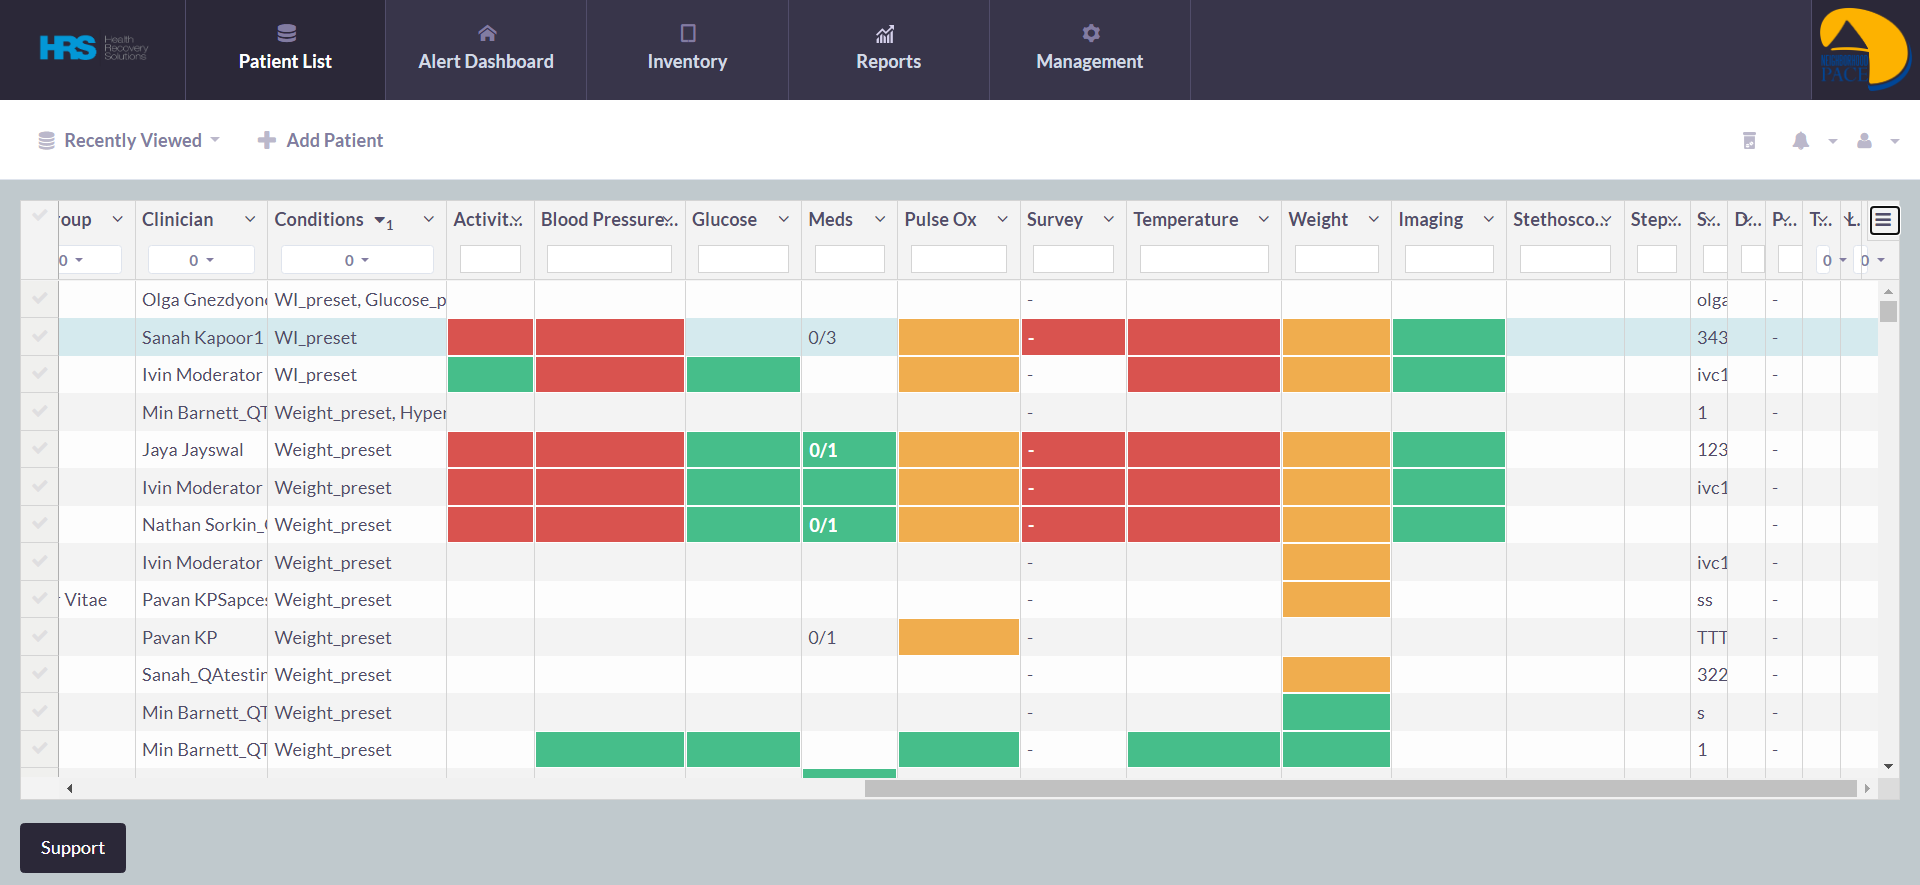 HRS Health Recovery Solutions
Patient List
Alert Dashboard
Inventory
Reports
Management
PACE
Recently Viewed
Add Patient
roup Clinician Conditions 1 Activit... Blood Pressure... Glucose Meds Pulse Ox Survey Temperature Weight Imaging Stethosco... Step... S... D... P... T... L.
0 0 0 0 0
Olga Gnezdyon WI_preset, Glucose_p - olga -
Sanah Kapoor1 WI_preset 0/3 - 343 -
Ivin Moderator WI_preset - ivc1 -
Min Barnett_QT Weight_preset, Hyper - 1 -
Jaya Jayswal Weight_preset 0/1 - 123 -
Ivin Moderator Weight_preset - ivc1 -
Nathan Sorkin_ Weight_preset 0/1 - -
Ivin Moderator Weight_preset - ivc1 -
Vitae Pavan KPSapces Weight_preset - ss -
Pavan KP Weight_preset 0/1 - TTT -
Sanah_QAtestin Weight_preset - 322 -
Min Barnett_QT Weight_preset - s -
Min Barnett_QT Weight_preset - 1 -
Support